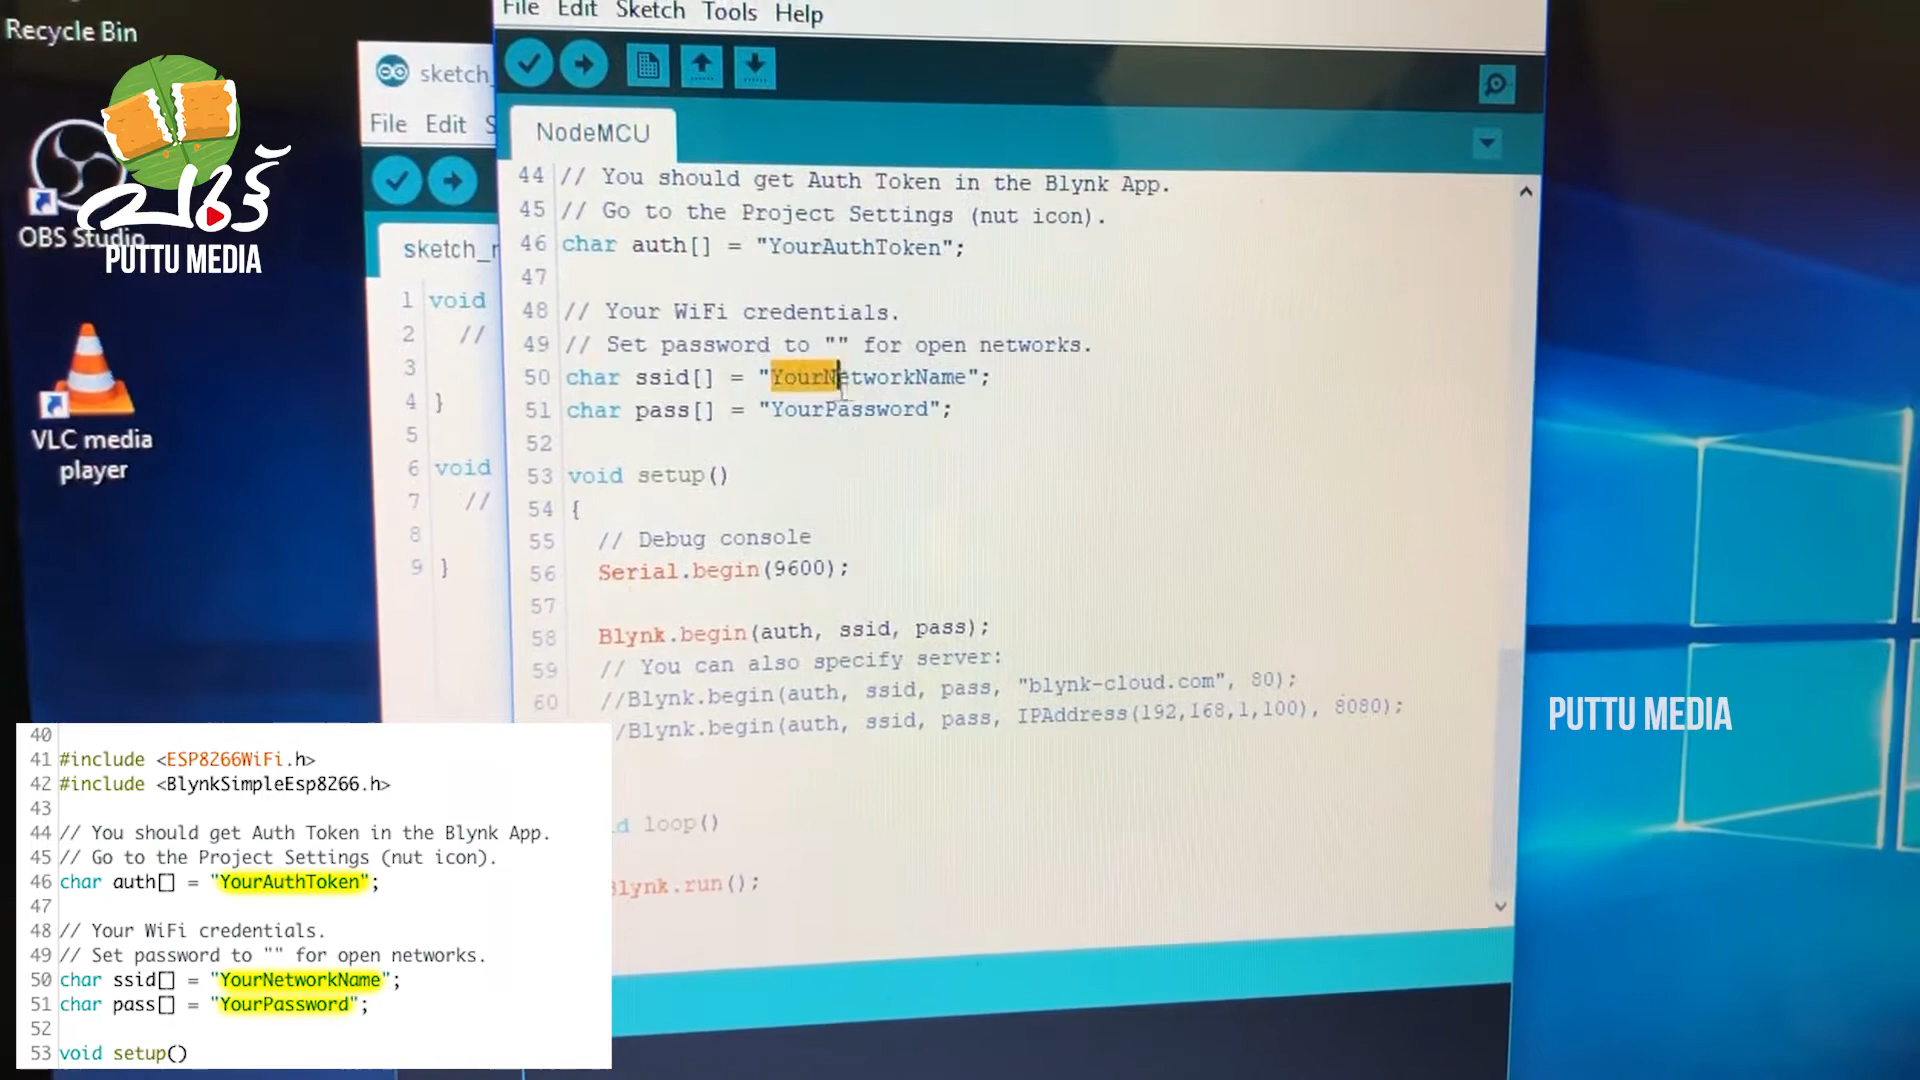 Recycle Bin
OBS Studio
VLC media
player
പുട്ട്
PUTTU MEDIA
sketch_
File Edit S
sketch_
1 void
2 //
3
4 }
5
6 void
7 //
8
9 }
File Edit Sketch Tools Help
NodeMCU
44 // You should get Auth Token in the Blynk App.
45 // Go to the Project Settings (nut icon).
46 char auth[] = "YourAuthToken";
47
48 // Your WiFi credentials.
49 // Set password to "" for open networks.
50 char ssid[] = "YourNetworkName";
51 char pass[] = "YourPassword";
52
53 void setup()
54 {
55 // Debug console
56 Serial.begin(9600);
57
58 Blynk.begin(auth, ssid, pass);
59 // You can also specify server:
60 //Blynk.begin(auth, ssid, pass, "blynk-cloud.com", 80);
/Blynk.begin(auth, ssid, pass, IPAddress(192,168,1,100), 8080);
d loop()
Blynk.run();
PUTTU MEDIA
40
41 #include <ESP8266WiFi.h>
42 #include <BlynkSimpleEsp8266.h>
43
44 // You should get Auth Token in the Blynk App.
45 // Go to the Project Settings (nut icon).
46 char auth[] = "YourAuthToken";
47
48 // Your WiFi credentials.
49 // Set password to "" for open networks.
50 char ssid[] = "YourNetworkName";
51 char pass[] = "YourPassword";
52
53 void setup()